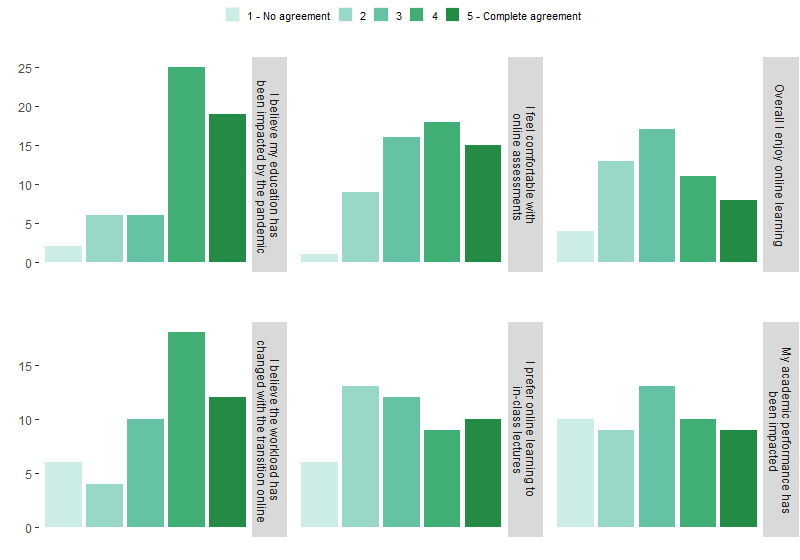 1 - No agreement 2 3 4 5 - Complete agreement
25
20
15
10
5
0
I believe my education has
been impacted by the pandemic
I feel comfortable with
online assessments
Overall I enjoy online learning
15
10
5
0
I believe the workload has
changed with the transition online
I prefer online learning to
in-class lectures
My academic performance has
been impacted